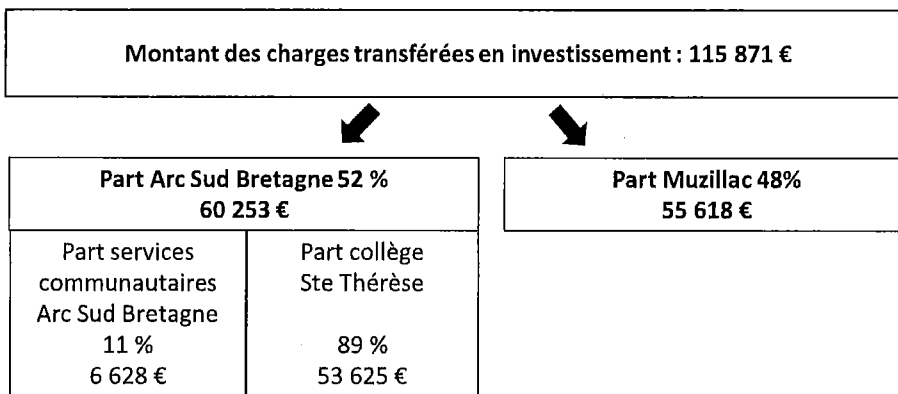 Montant des charges transférées en investissement : 115 871 €
Part Arc Sud Bretagne 52 %
60 253 €
Part Muzillac 48%
55 618 €
Part services
communautaires
Arc Sud Bretagne
11 %
6 628 €
Part collège
Ste Thérèse
89 %
53 625 €